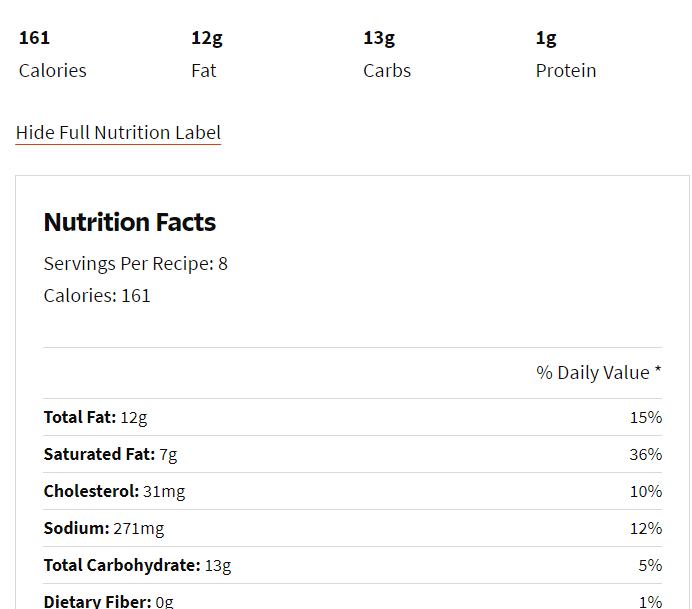 161 12g 13g 1g
Calories Fat Carbs Protein
Hide Full Nutrition Label
Nutrition Facts
Servings Per Recipe: 8
Calories: 161
% Daily Value *
Total Fat: 12g 15%
Saturated Fat: 7g 36%
Cholesterol: 31mg 10%
Sodium: 271mg 12%
Total Carbohydrate: 13g 5%
Dietary Fiber: 0g 1%